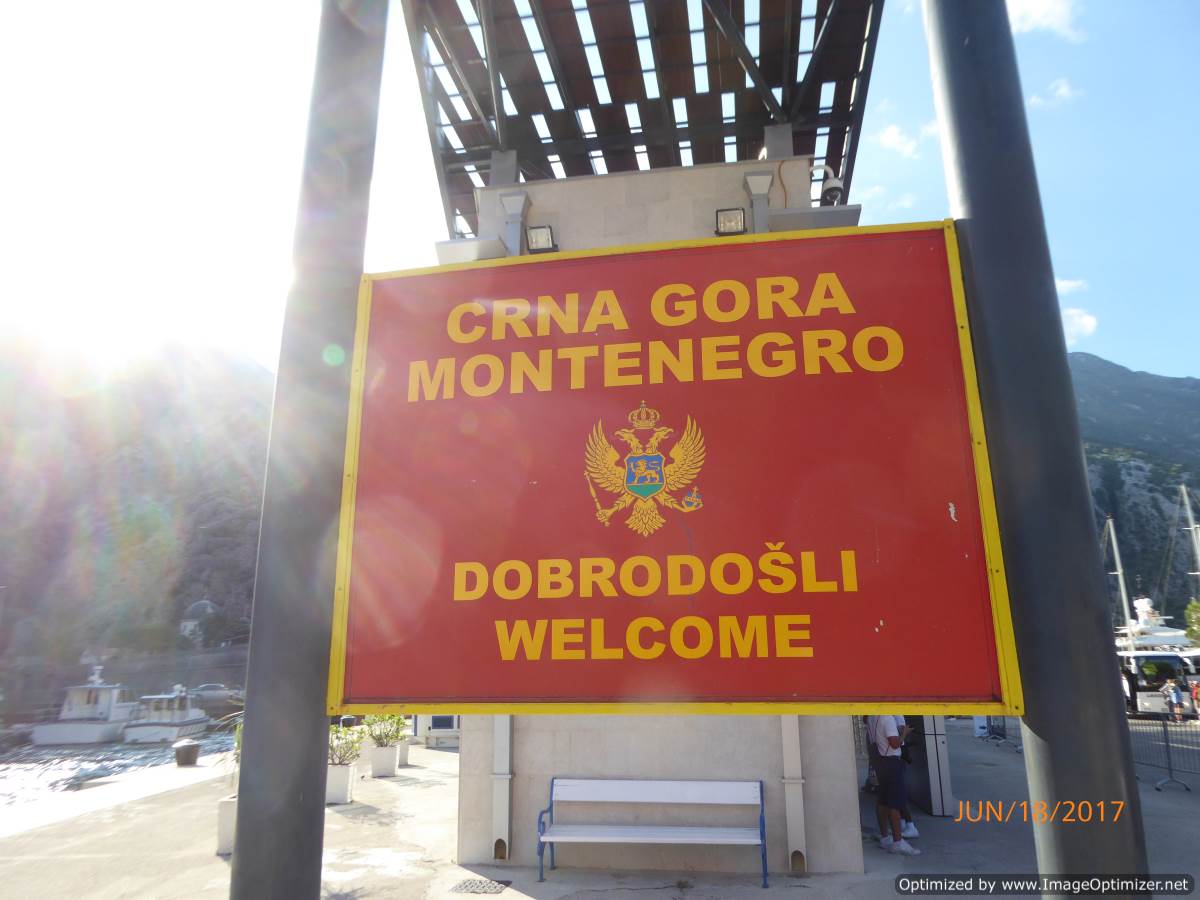 CRNA GORA
MONTENEGRO
DOBRODOŠLI
WELCOME
JUN/18/2017
Optimized by www.ImageOptimizer.net